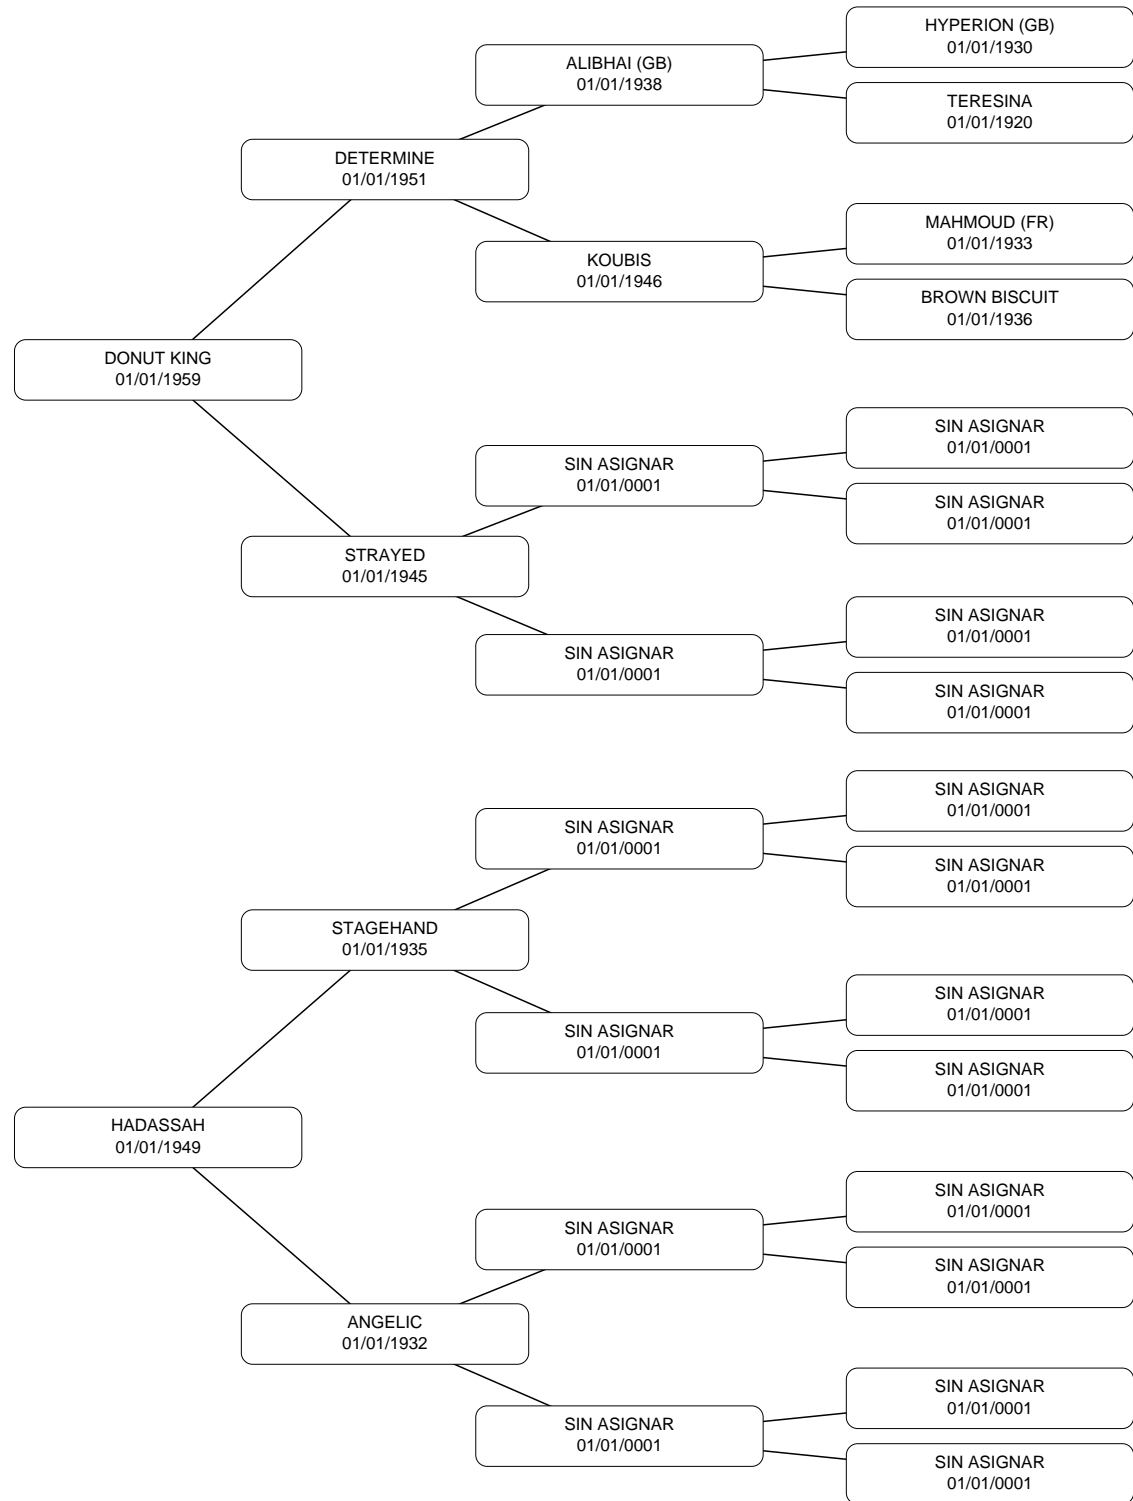 HYPERION (GB)
01/01/1930
ALIBHAI (GB)
01/01/1938
TERESINA
01/01/1920
DETERMINE
01/01/1951
MAHMOUD (FR)
01/01/1933
KOUBIS
01/01/1946
BROWN BISCUIT
01/01/1936
DONUT KING
01/01/1959
SIN ASIGNAR
01/01/0001
SIN ASIGNAR
01/01/0001
SIN ASIGNAR
01/01/0001
STRAYED
01/01/1945
SIN ASIGNAR
01/01/0001
SIN ASIGNAR
01/01/0001
SIN ASIGNAR
01/01/0001
SIN ASIGNAR
01/01/0001
SIN ASIGNAR
01/01/0001
SIN ASIGNAR
01/01/0001
STAGEHAND
01/01/1935
SIN ASIGNAR
01/01/0001
SIN ASIGNAR
01/01/0001
SIN ASIGNAR
01/01/0001
HADASSAH
01/01/1949
SIN ASIGNAR
01/01/0001
SIN ASIGNAR
01/01/0001
SIN ASIGNAR
01/01/0001
ANGELIC
01/01/1932
SIN ASIGNAR
01/01/0001
SIN ASIGNAR
01/01/0001
SIN ASIGNAR
01/01/0001